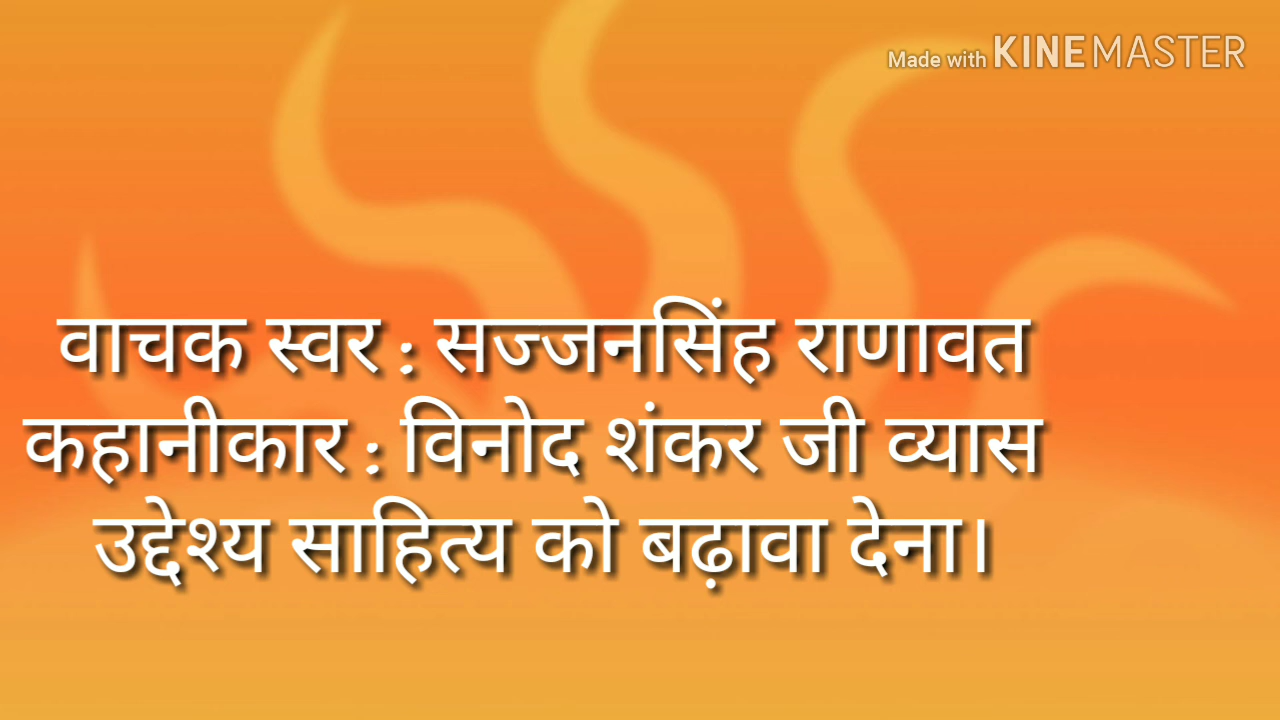 Made with KINEMASTER
वाचक स्वर : सज्जनसिंह राणावत
कहानीकार : विनोद शंकर जी व्यास
उद्देश्य साहित्य को बढ़ावा देना।